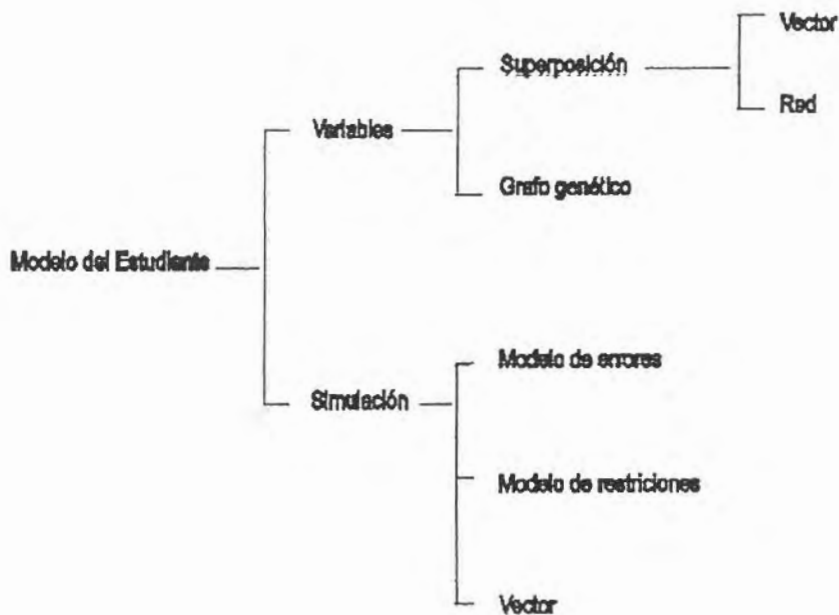 Vector
Superposición
Red
Variables
Grafo genético
Modelo del Estudiante
Modelo de errores
Simulación
Modelo de restriciones
Vector